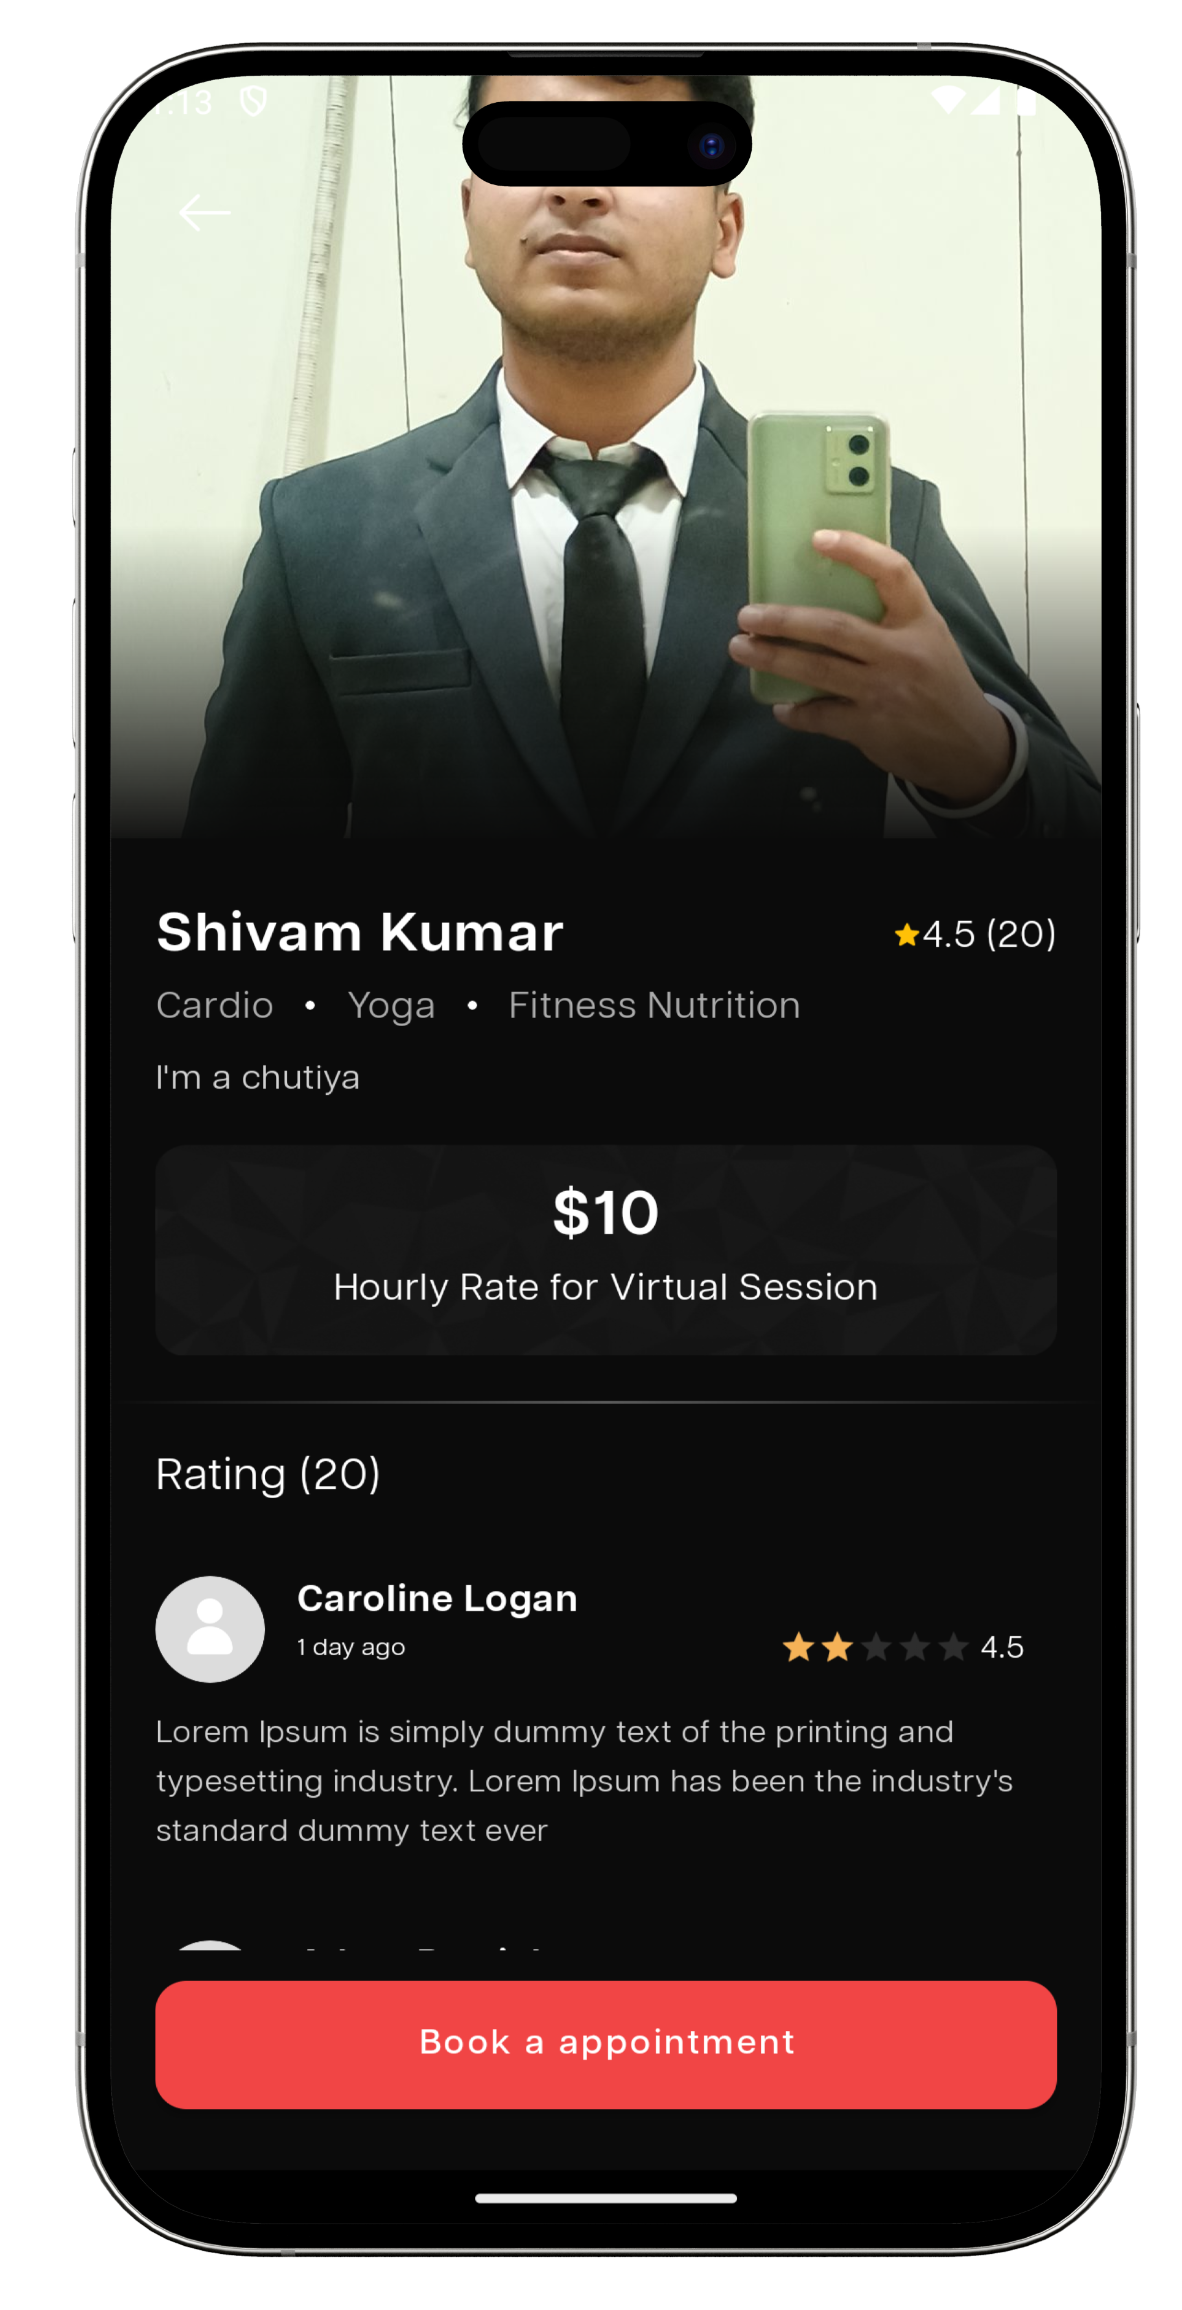 :13
Shivam Kumar
4.5 (20)
Cardio • Yoga • Fitness Nutrition
I'm a chutiya
$10
Hourly Rate for Virtual Session
Rating (20)
Caroline Logan
1 day ago
4.5
Lorem Ipsum is simply dummy text of the printing and
typesetting industry. Lorem Ipsum has been the industry's
standard dummy text ever
Book a appointment